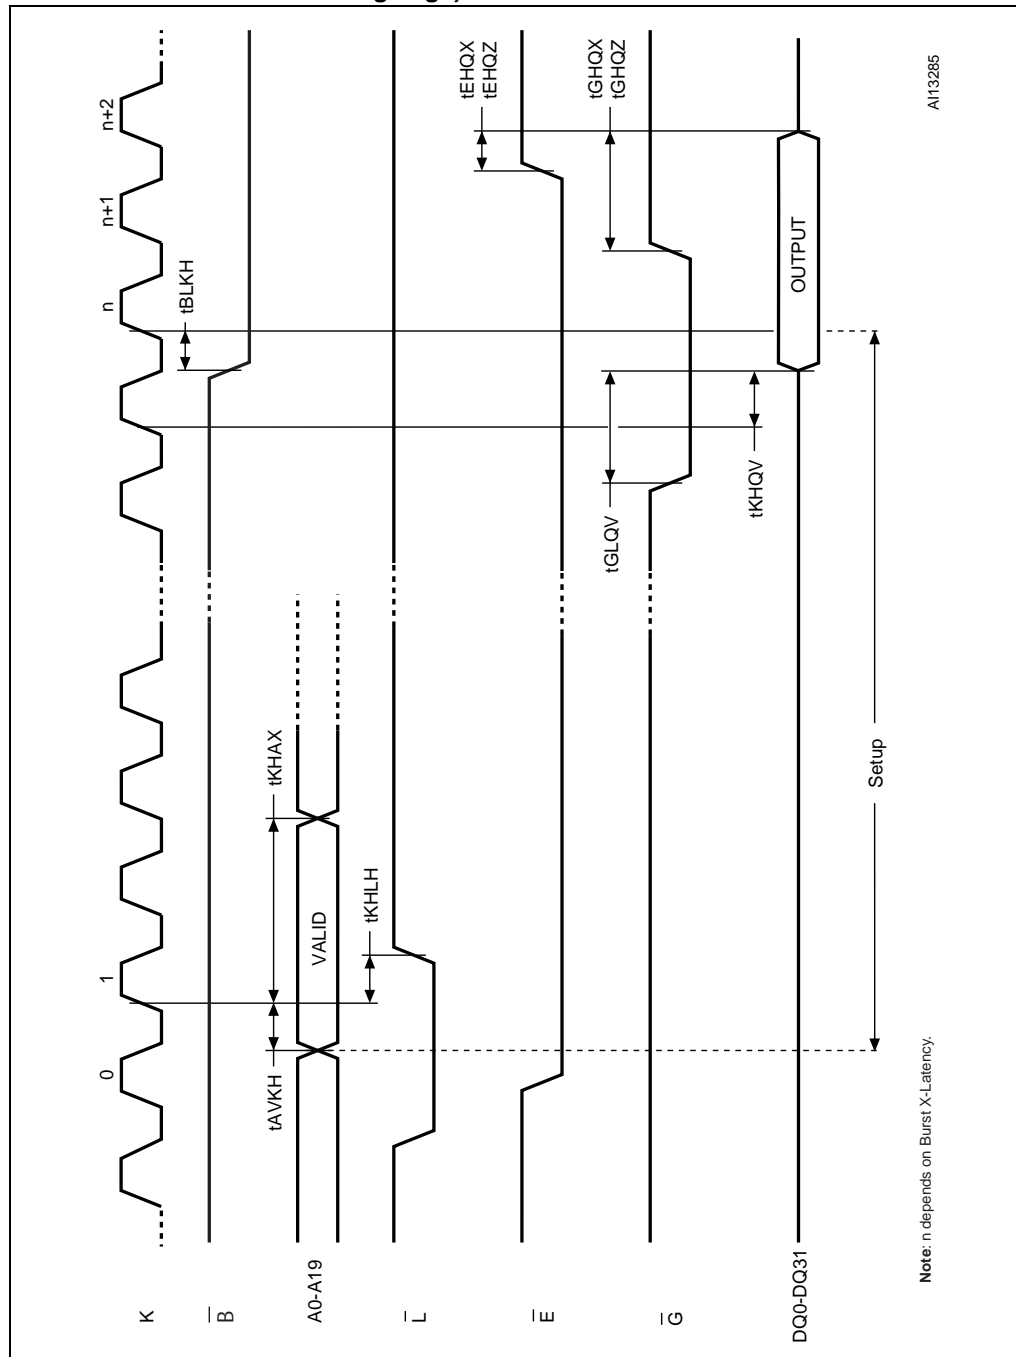 K
0
1
n
n+1
n+2
tBLKH
B̅
tAVKH
tKHAX
A0-A19
VALID
tKHLH
L̅
tEHQX
tEHQZ
E̅
tGLQV
tGHQX
tGHQZ
G̅
tKHQV
DQ0-DQ31
OUTPUT
Setup
Note: n depends on Burst X-Latency.
AI13285